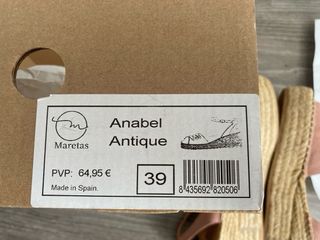 Anabel
Antique
Maretas
PVP: 64,95 €
39
Made in Spain.
8 435692 820506